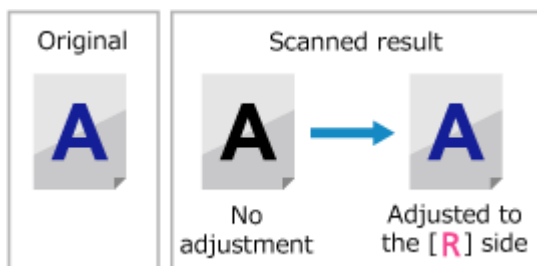 Original
A
Scanned result
A
A
No
adjustment
Adjusted to
the [R] side